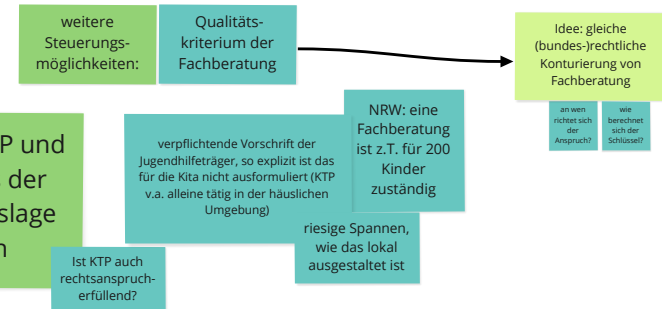 weitere
Steuerungs-
möglichkeiten:
Qualitäts-
kriterium der
Fachberatung
Idee: gleiche
(bundes-)rechtliche
Konturierung von
Fachberatung
an wen
richtet sich
der
Anspruch?
wie
berechnet
sich der
Schlüssel?
NRW: eine
Fachberatung
ist z.T. für 200
Kinder
zuständig
verpflichtende Vorschrift der
Jugendhilfeträger, so explizit ist das
für die Kita nicht ausformuliert (KTP
v.a. alleine tätig in der häuslichen
Umgebung)
riesige Spannen,
wie das lokal
ausgestaltet ist
P und
der
slage
n
Ist KTP auch
rechtsanspruch-
erfüllend?